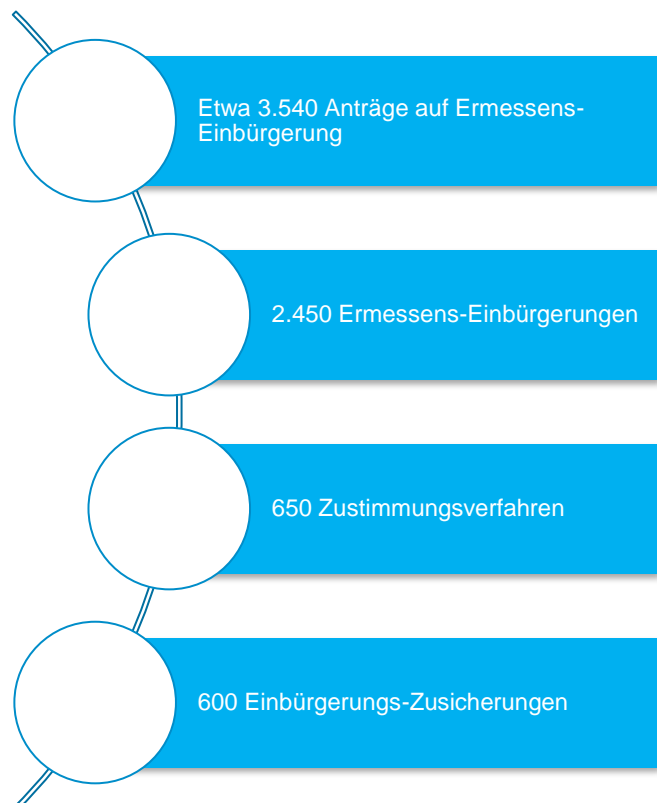 Etwa 3.540 Anträge auf Ermessens-
Einbürgerung
2.450 Ermessens-Einbürgerungen
650 Zustimmungsverfahren
600 Einbürgerungs-Zusicherungen